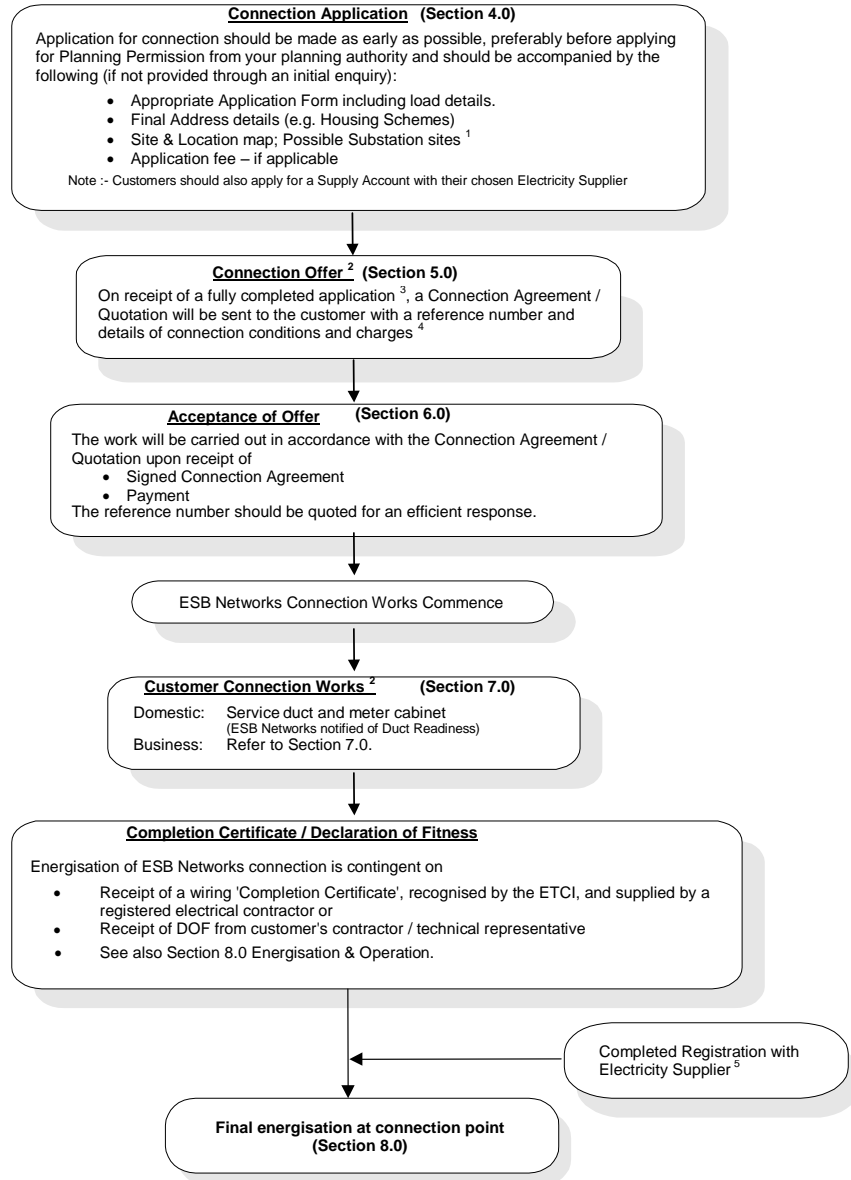 Connection Application (Section 4.0)
Application for connection should be made as early as possible, preferably before applying
for Planning Permission from your planning authority and should be accompanied by the
following (if not provided through an initial enquiry):
• Appropriate Application Form including load details.
• Final Address details (e.g. Housing Schemes)
• Site & Location map; Possible Substation sites 1
• Application fee – if applicable
Note :- Customers should also apply for a Supply Account with their chosen Electricity Supplier
Connection Offer 2 (Section 5.0)
On receipt of a fully completed application 3, a Connection Agreement /
Quotation will be sent to the customer with a reference number and
details of connection conditions and charges 4
Acceptance of Offer (Section 6.0)
The work will be carried out in accordance with the Connection Agreement /
Quotation upon receipt of
• Signed Connection Agreement
• Payment
The reference number should be quoted for an efficient response.
ESB Networks Connection Works Commence
Customer Connection Works 2 (Section 7.0)
Domestic: Service duct and meter cabinet
(ESB Networks notified of Duct Readiness)
Business: Refer to Section 7.0.
Completion Certificate / Declaration of Fitness
Energisation of ESB Networks connection is contingent on
• Receipt of a wiring 'Completion Certificate', recognised by the ETCI, and supplied by a
registered electrical contractor or
• Receipt of DOF from customer's contractor / technical representative
• See also Section 8.0 Energisation & Operation.
Completed Registration with
Electricity Supplier 5
Final energisation at connection point
(Section 8.0)